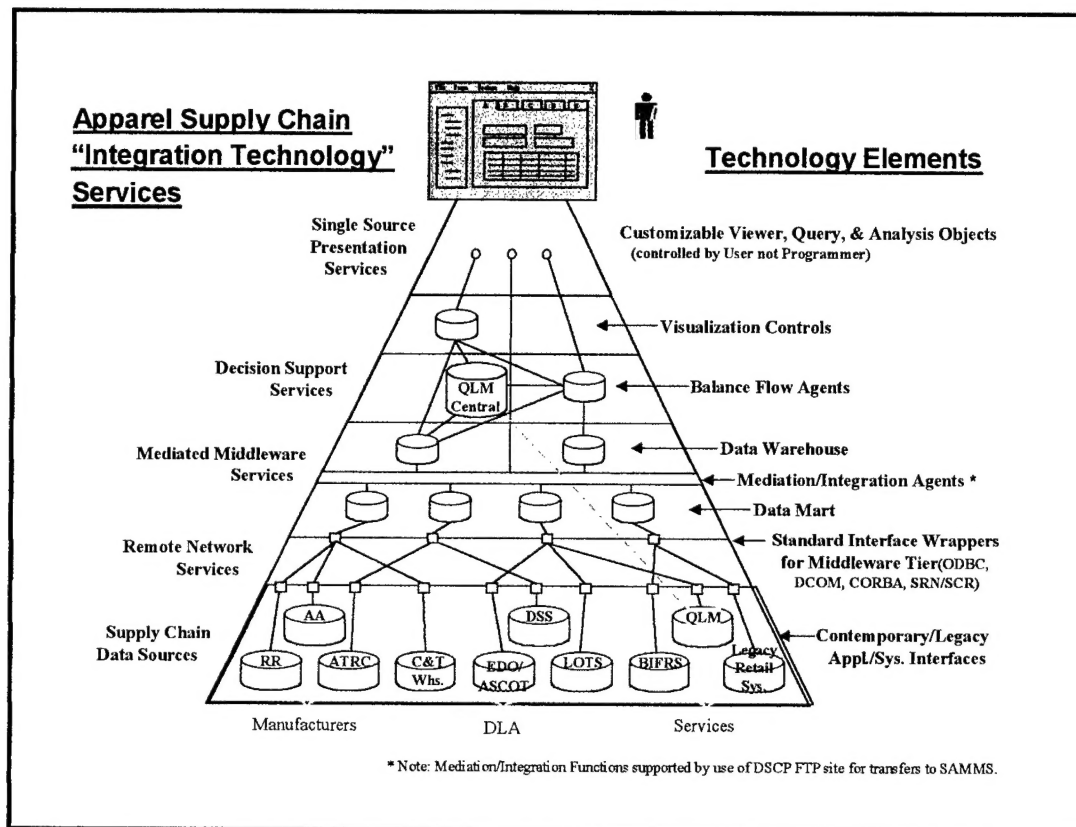 Apparel Supply Chain
“Integration Technology”
Services
Technology Elements
Single Source
Presentation
Services
Customizable Viewer, Query, & Analysis Objects
(controlled by User not Programmer)
Visualization Controls
Decision Support
Services
QLM
Central
Balance Flow Agents
Mediated Middleware
Services
Data Warehouse
Mediation/Integration Agents *
Data Mart
Remote Network
Services
Standard Interface Wrappers
for Middleware Tier(ODBC,
DCOM, CORBA, SRN/SCR)
Supply Chain
Data Sources
AA
DSS
QLM
Contemporary/Legacy
Appl./Sys. Interfaces
RR
ATRC
C&T
Whs.
EDO/
ASCOT
LOTS
BIFRS
Legacy
Retail
Sys.
Manufacturers
DLA
Services
* Note: Mediation/Integration Functions supported by use of DSCP FTP site for transfers to SAMMS.